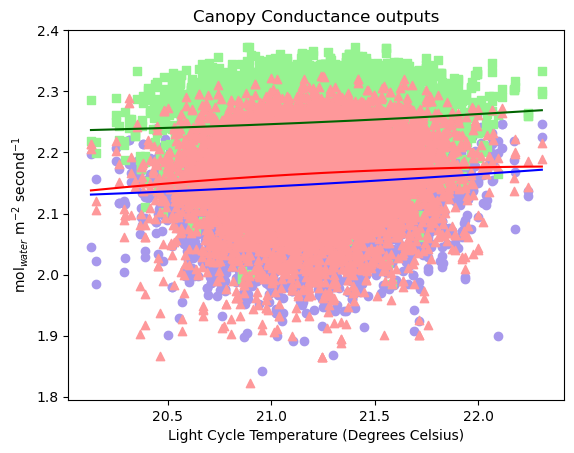 Canopy Conductance outputs
mol_water m⁻² second⁻¹
2.4
2.3
2.2
2.1
2.0
1.9
1.8
20.5 21.0 21.5 22.0
Light Cycle Temperature (Degrees Celsius)